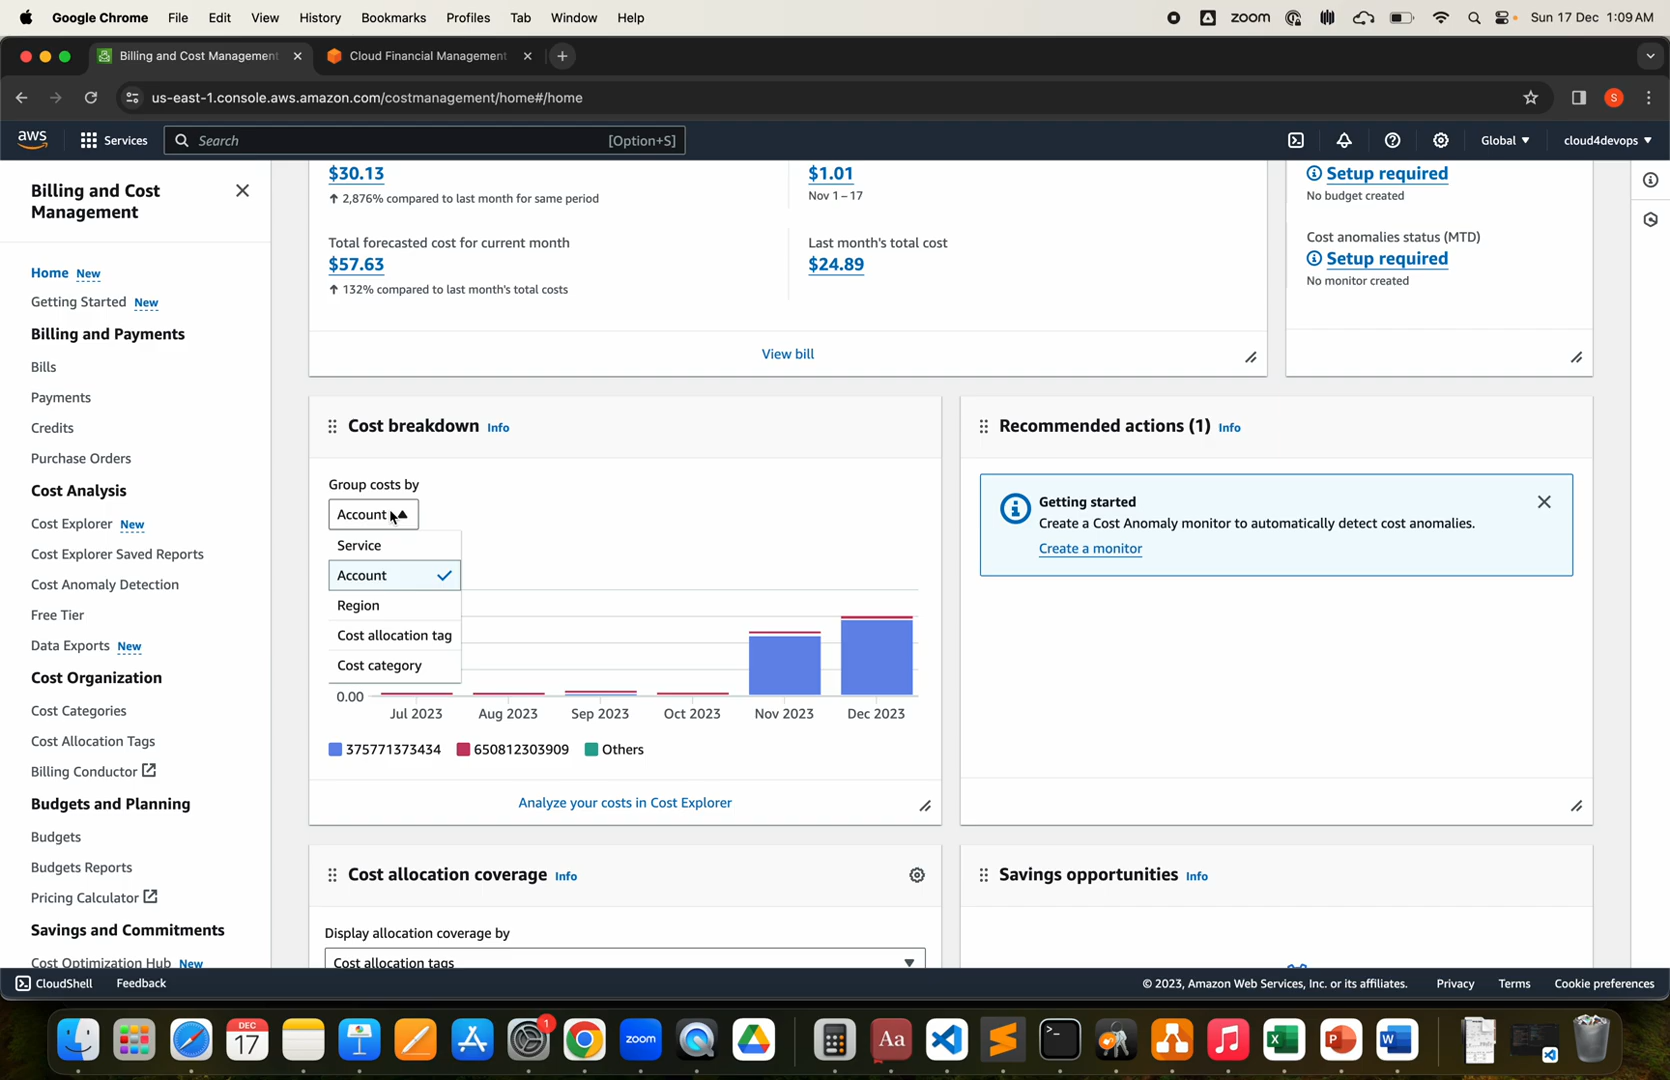 Google Chrome File Edit View History Bookmarks Profiles Tab Window Help zoom Sun 17 Dec 1:09 AM
Billing and Cost Management Cloud Financial Management
us-east-1.console.aws.amazon.com/costmanagement/home#/home S
aws Services Search [Option+S] Global cloud4devops
Billing and Cost
Management
Home New
Getting Started New
Billing and Payments
Bills
Payments
Credits
Purchase Orders
Cost Analysis
Cost Explorer New
Cost Explorer Saved Reports
Cost Anomaly Detection
Free Tier
Data Exports New
Cost Organization
Cost Categories
Cost Allocation Tags
Billing Conductor
Budgets and Planning
Budgets
Budgets Reports
Pricing Calculator
Savings and Commitments
Cost Optimization Hub New
$30.13
2,876% compared to last month for same period
$1.01
Nov 1 – 17
Total forecasted cost for current month
$57.63
132% compared to last month's total costs
Last month's total cost
$24.89
View bill
Setup required
No budget created
Cost anomalies status (MTD)
Setup required
No monitor created
Cost breakdown Info
Group costs by
Account
Service
Account
Region
Cost allocation tag
Cost category
0.00
Jul 2023 Aug 2023 Sep 2023 Oct 2023 Nov 2023 Dec 2023
375771373434 650812303909 Others
Analyze your costs in Cost Explorer
Recommended actions (1) Info
Getting started
Create a Cost Anomaly monitor to automatically detect cost anomalies.
Create a monitor
Cost allocation coverage Info
Display allocation coverage by
Cost allocation tags
Savings opportunities Info
CloudShell Feedback © 2023, Amazon Web Services, Inc. or its affiliates. Privacy Terms Cookie preferences
DEC
17
1
zoom
Aa
X
P
W